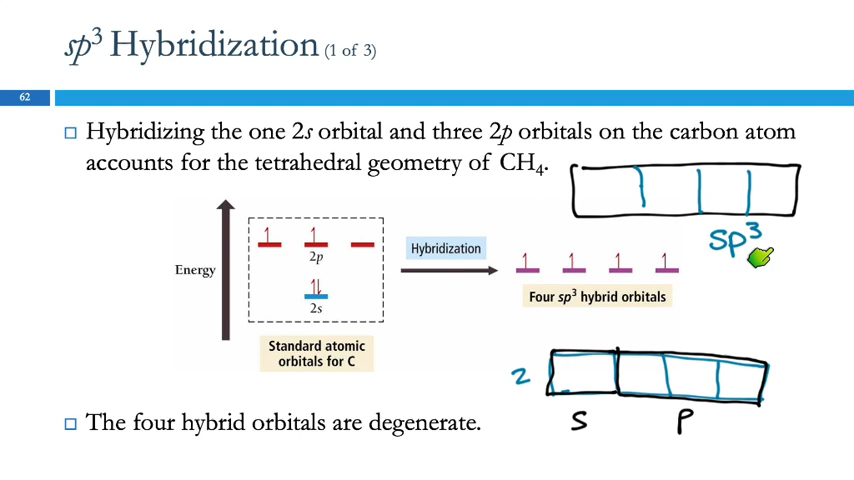 sp³ Hybridization (1 of 3)
62
Hybridizing the one 2s orbital and three 2p orbitals on the carbon atom
accounts for the tetrahedral geometry of CH₄.
sp³
Energy
2p
2s
Hybridization
Four sp³ hybrid orbitals
Standard atomic
orbitals for C
2
s p
The four hybrid orbitals are degenerate.